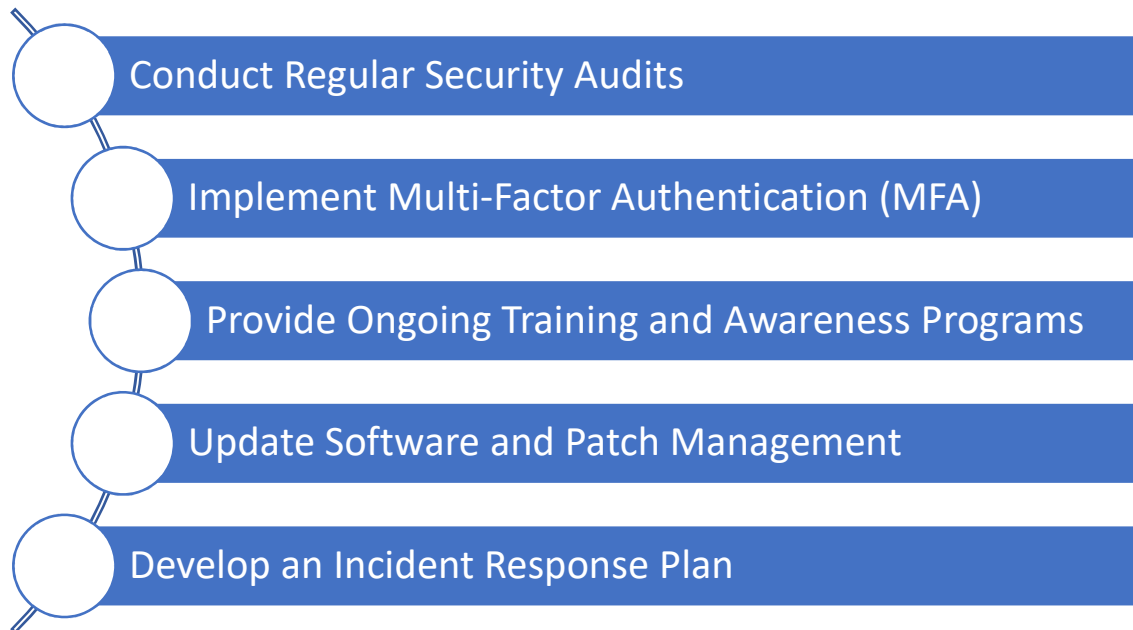 Conduct Regular Security Audits
Implement Multi-Factor Authentication (MFA)
Provide Ongoing Training and Awareness Programs
Update Software and Patch Management
Develop an Incident Response Plan